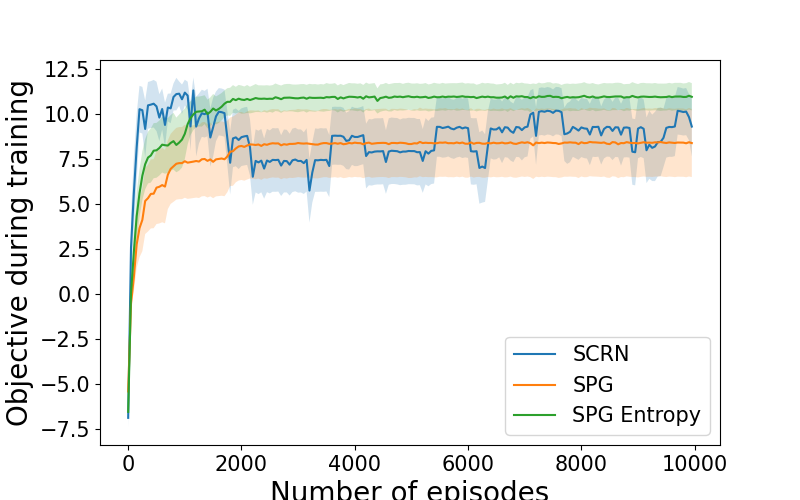 Objective during training
12.5
10.0
7.5
5.0
2.5
0.0
−2.5
−5.0
−7.5
SCRN
SPG
SPG Entropy
0 2000 4000 6000 8000 10000
Number of episodes